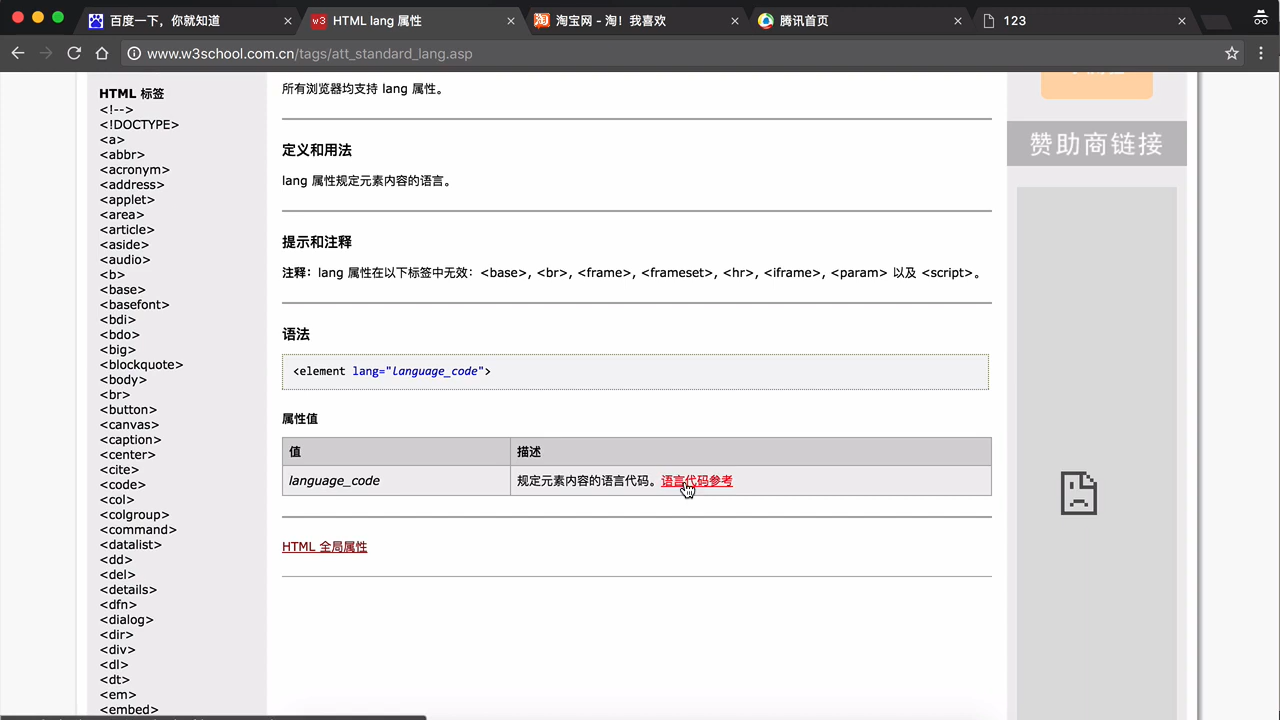 百度一下，你就知道
w3 HTML lang 属性
淘 淘宝网 - 淘！我喜欢
腾讯首页
123
www.w3school.com.cn/tags/att_standard_lang.asp
HTML 标签
<!-->
<!DOCTYPE>
<a>
<abbr>
<acronym>
<address>
<applet>
<area>
<article>
<aside>
<audio>
<b>
<base>
<basefont>
<bdi>
<bdo>
<big>
<blockquote>
<body>
<br>
<button>
<canvas>
<caption>
<center>
<cite>
<code>
<col>
<colgroup>
<command>
<datalist>
<dd>
<del>
<details>
<dfn>
<dialog>
<dir>
<div>
<dl>
<dt>
<em>
<embed>
所有浏览器均支持 lang 属性。
定义和用法
lang 属性规定元素内容的语言。
提示和注释
注释：lang 属性在以下标签中无效：<base>, <br>, <frame>, <frameset>, <hr>, <iframe>, <param> 以及 <script>。
语法
<element lang="language_code">
属性值
值 描述
language_code 规定元素内容的语言代码。语言代码参考
HTML 全局属性
赞助商链接